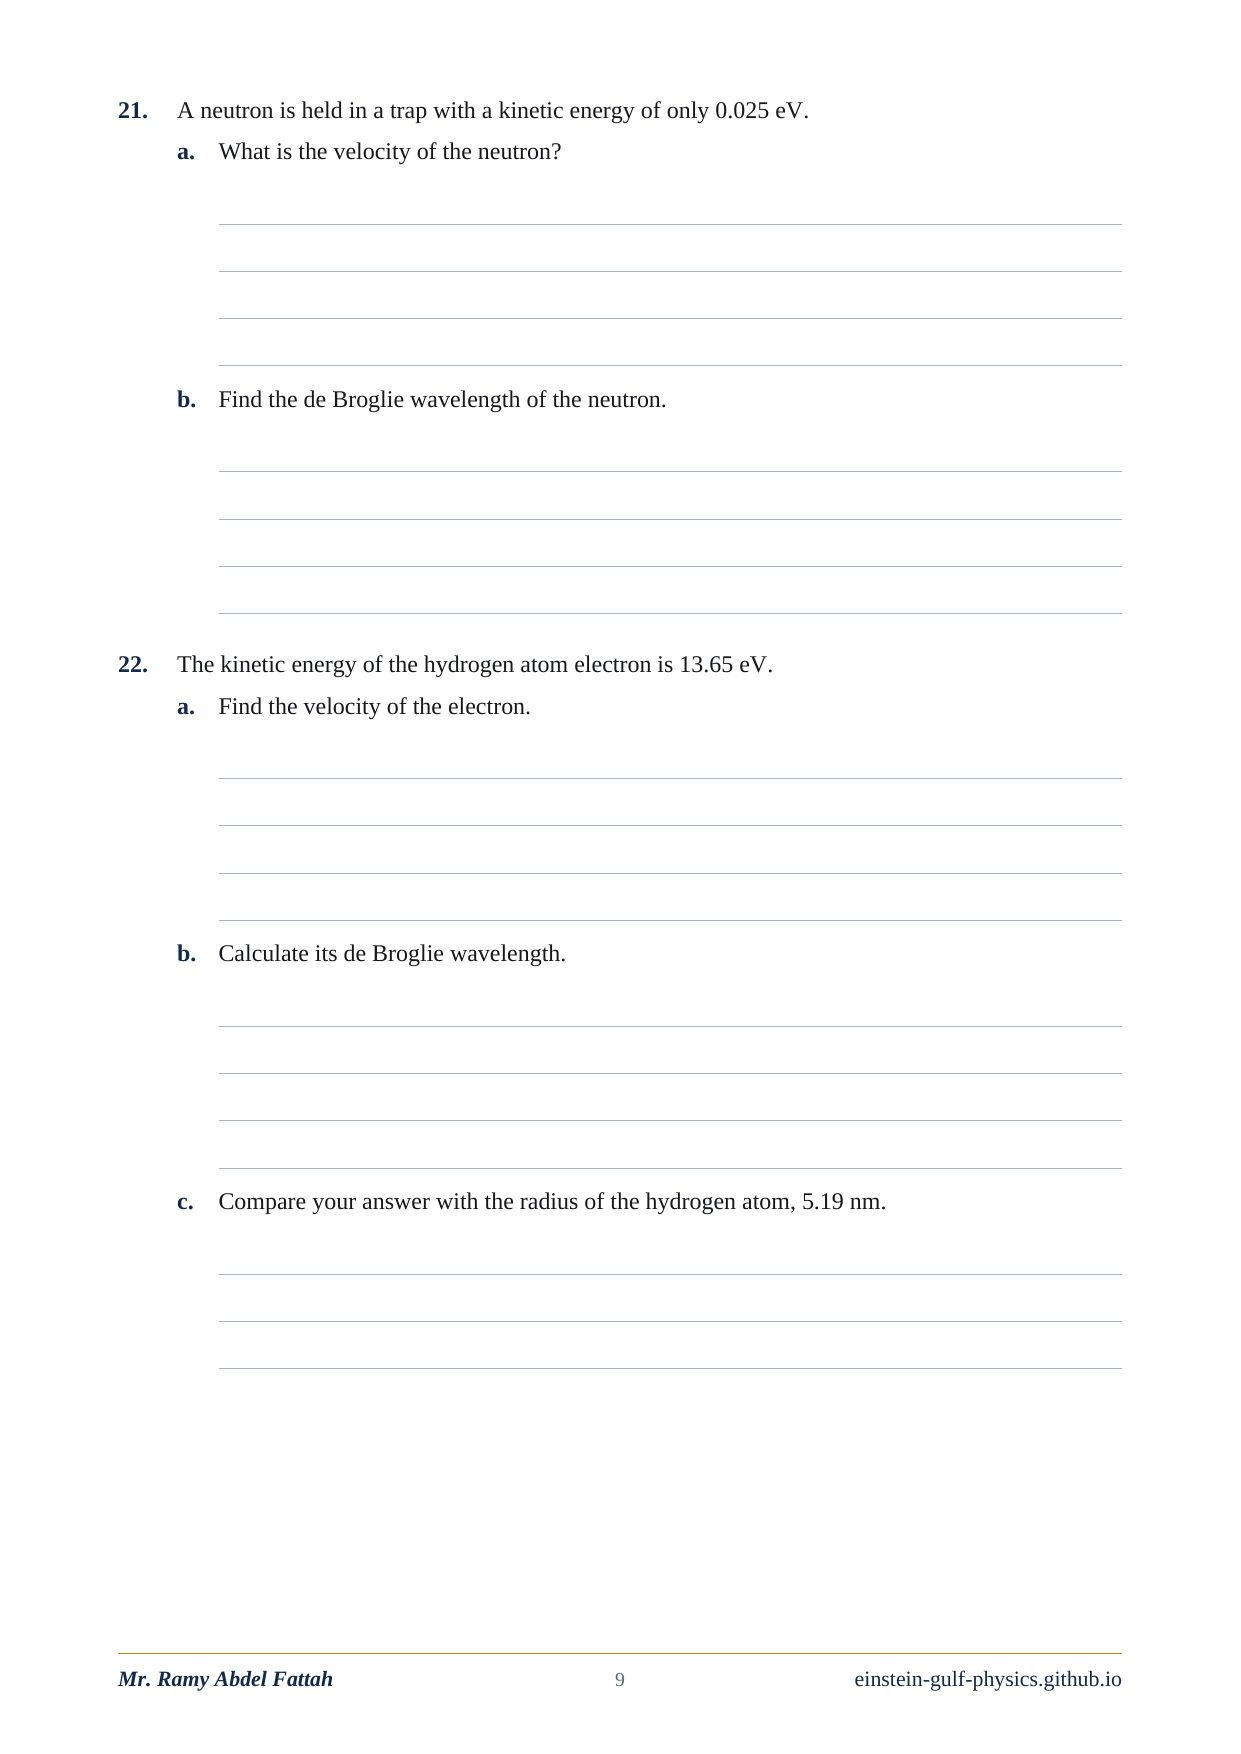 21. A neutron is held in a trap with a kinetic energy of only 0.025 eV.
a. What is the velocity of the neutron?
b. Find the de Broglie wavelength of the neutron.
22. The kinetic energy of the hydrogen atom electron is 13.65 eV.
a. Find the velocity of the electron.
b. Calculate its de Broglie wavelength.
c. Compare your answer with the radius of the hydrogen atom, 5.19 nm.
Mr. Ramy Abdel Fattah 9 einstein-gulf-physics.github.io